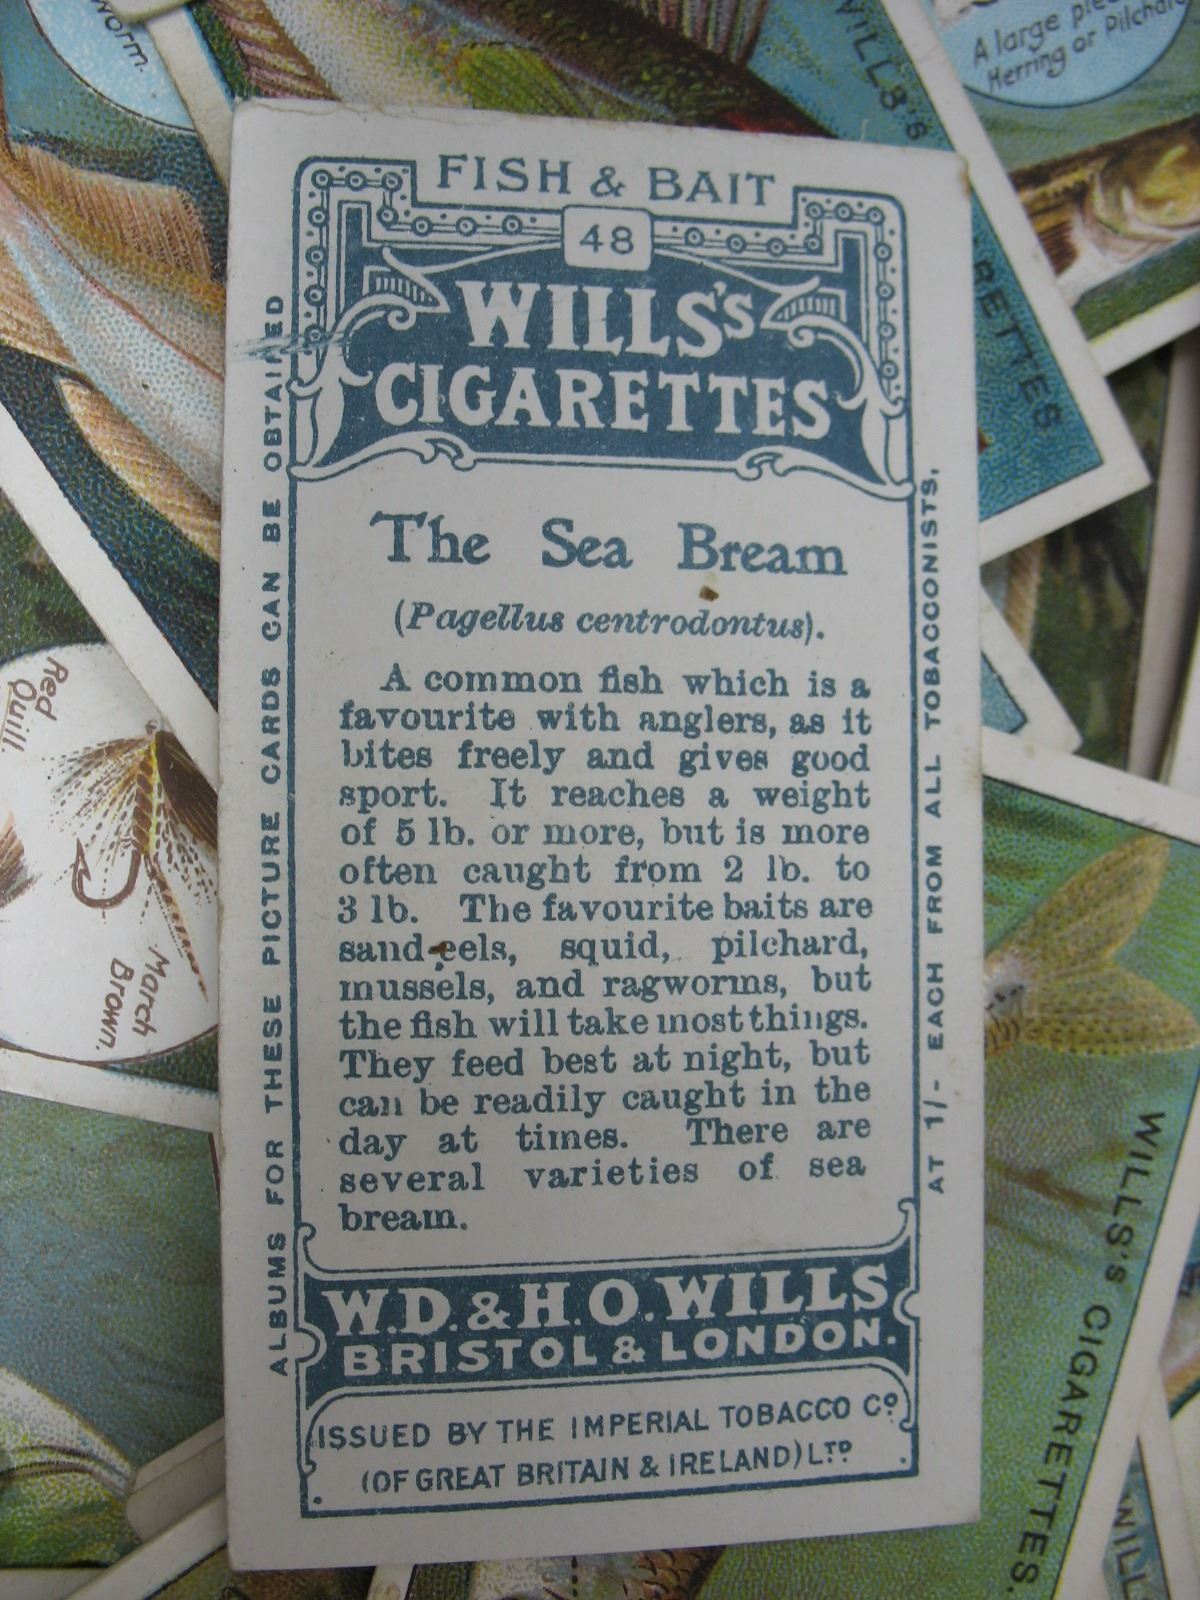 FISH & BAIT
48
WILLS's
CIGARETTES
The Sea Bream
(Pagellus centrodontus).
A common fish which is a
favourite with anglers, as it
bites freely and gives good
sport. It reaches a weight
of 5 lb. or more, but is more
often caught from 2 lb. to
3 lb. The favourite baits are
sand-eels, squid, pilchard,
mussels, and ragworms, but
the fish will take most things.
They feed best at night, but
can be readily caught in the
day at times. There are
several varieties of sea
bream.
W.D. & H.O. WILLS
BRISTOL & LONDON.
ISSUED BY THE IMPERIAL TOBACCO Co
(OF GREAT BRITAIN & IRELAND) LTD
ALBUMS FOR THESE PICTURE CARDS CAN BE OBTAINED
AT 1/- EACH FROM ALL TOBACCONISTS.
worm.
WILLS's
RETTES
A large
Herring or Pilchard
Red
Quill.
March
Brown.
WILLS's CIGARETTES.
WILL